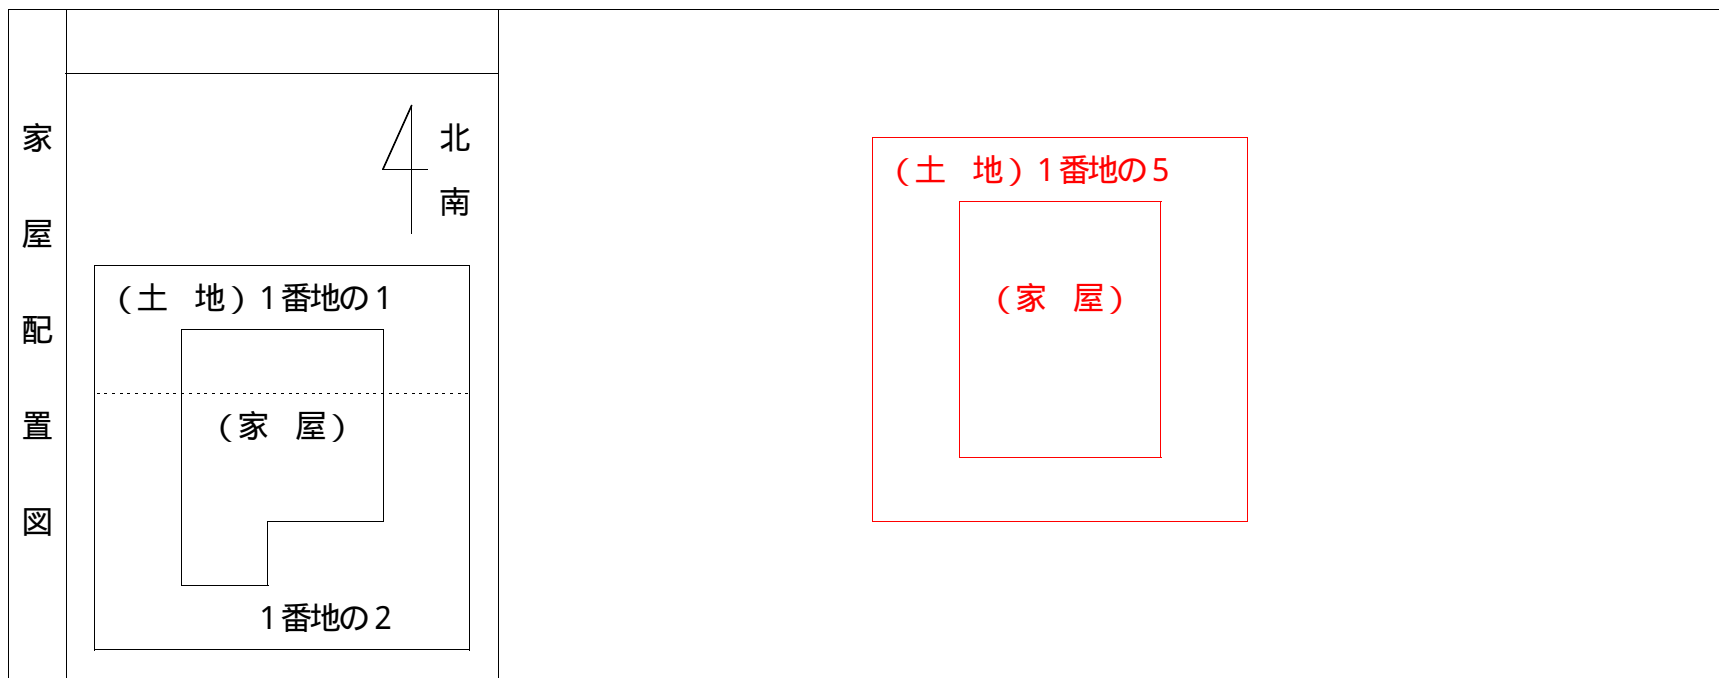 家屋配置図
北
南
(土　地)1番地の1
(家　屋)
1番地の2
(土　地)1番地の5
(家　屋)